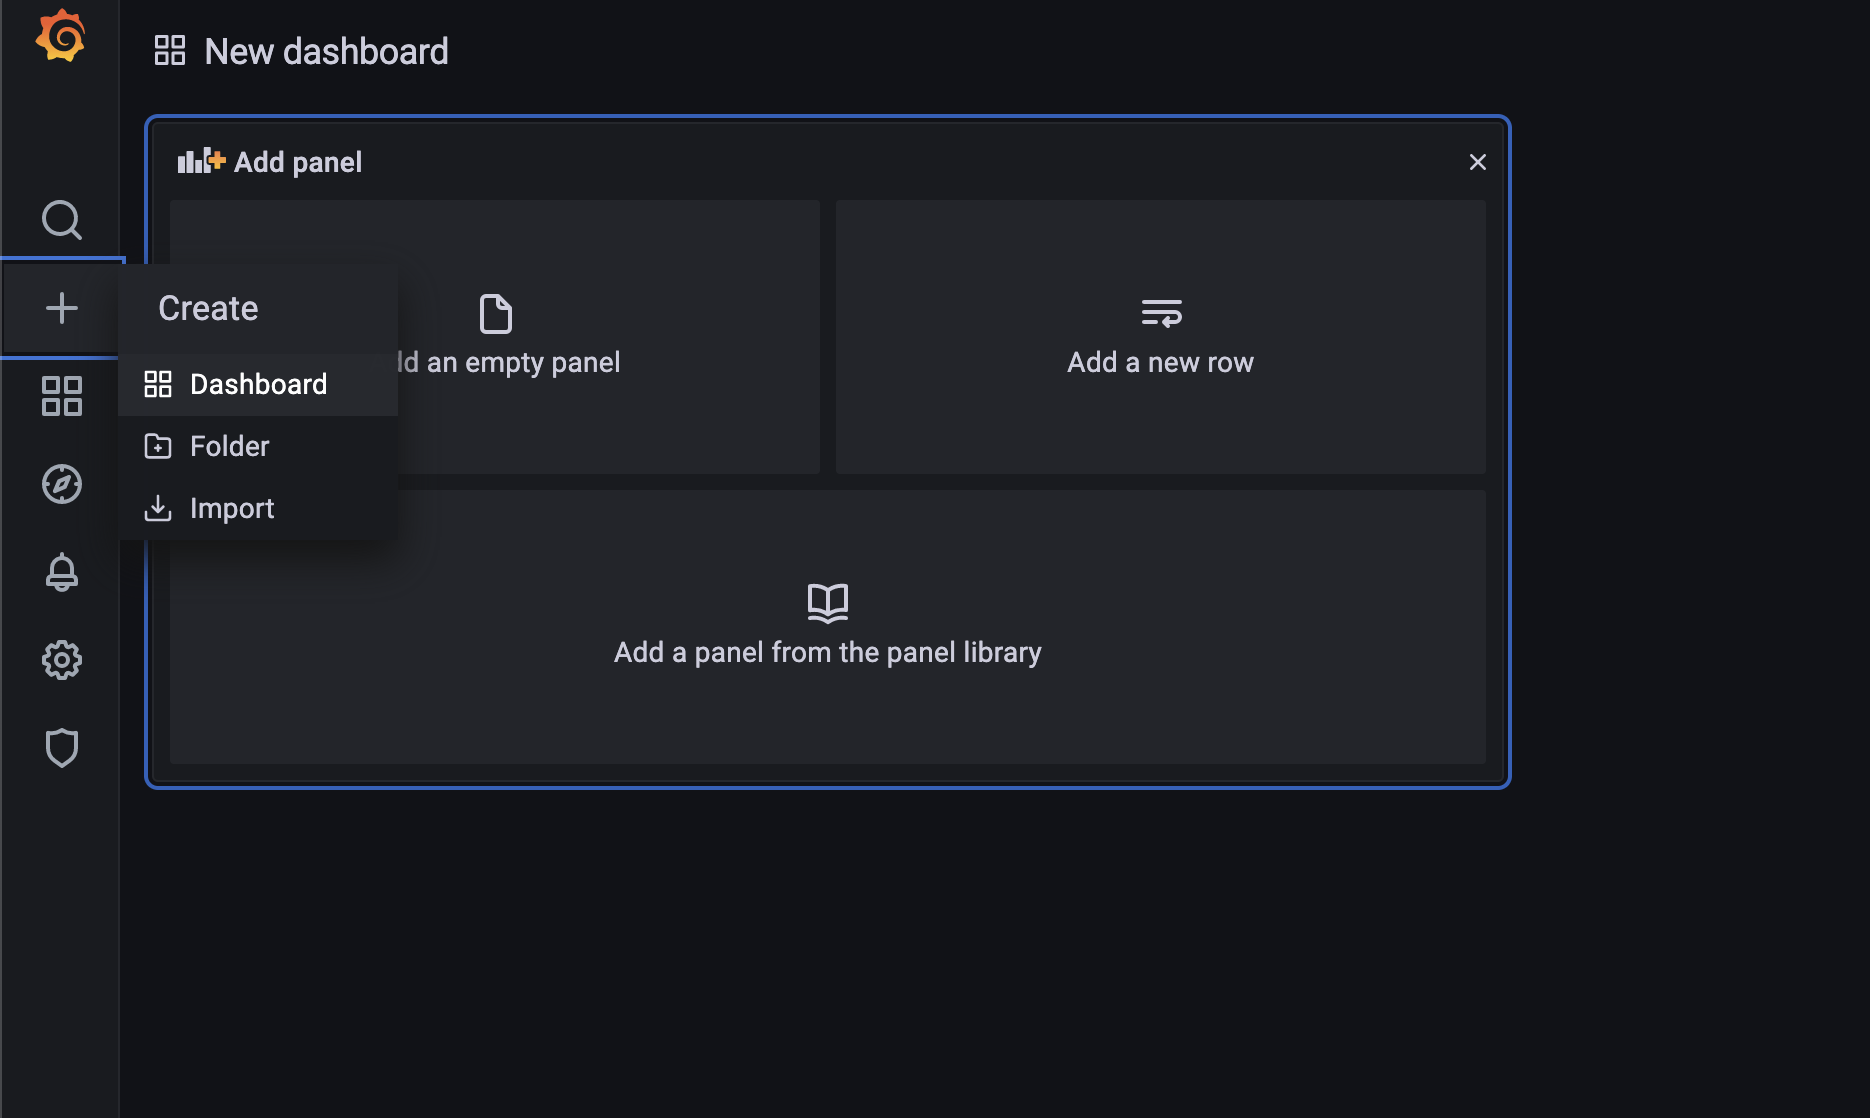 New dashboard
Add panel
Create
Dashboard
Folder
Import
an empty panel
Add a new row
Add a panel from the panel library